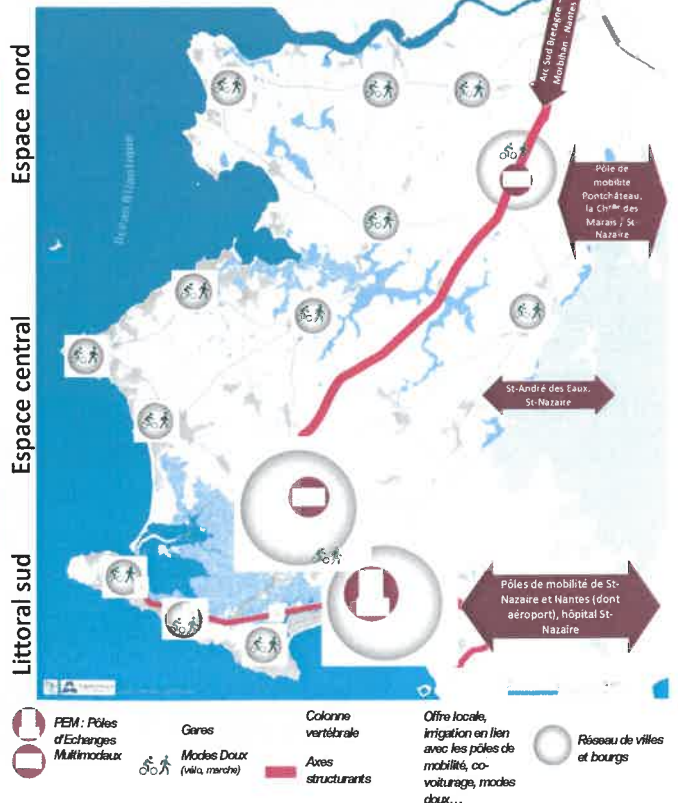 Espace nord
Espace central
Littoral sud
Océan Atlantique
Arc Sud Bretagne -
Morbihan - Nantes
Pôle de
mobilité
Pontchâteau,
la Ch^elle des
Marais / St-
Nazaire
St-André des Eaux,
St-Nazaire
Pôles de mobilité de St-
Nazaire et Nantes (dont
aéroport), hôpital St-
Nazaire
PEM : Pôles
d'Echanges
Multimodaux
Gares
Modes Doux
(vélo, marche)
Colonne
vertébrale
Axes
structurants
Offre locale,
irrigation en lien
avec les pôles de
mobilité, co-
voiturage, modes
doux...
Réseau de villes
et bourgs